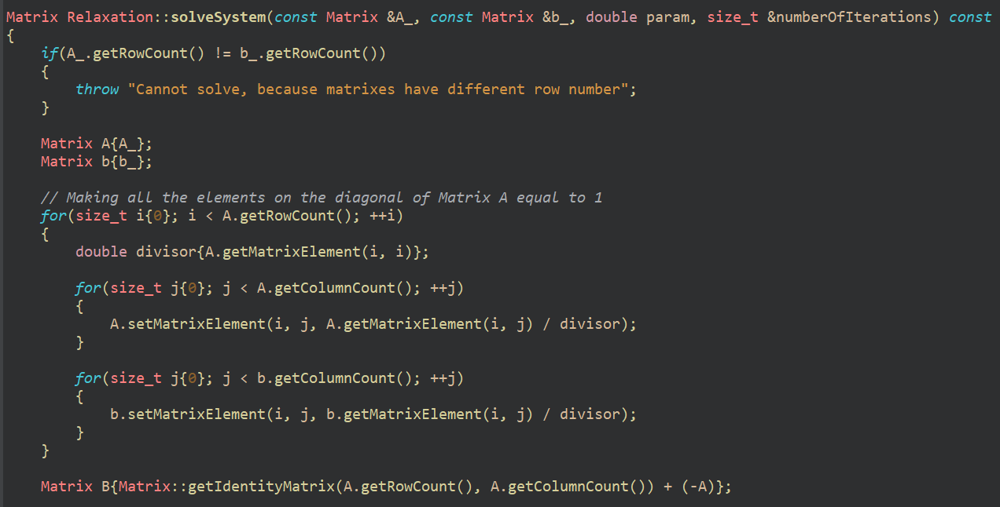 Matrix Relaxation::solveSystem(const Matrix &A_, const Matrix &b_, double param, size_t &numberOfIterations) const
{
    if(A_.getRowCount() != b_.getRowCount())
    {
        throw "Cannot solve, because matrixes have different row number";
    }

    Matrix A{A_};
    Matrix b{b_};

    // Making all the elements on the diagonal of Matrix A equal to 1
    for(size_t i{0}; i < A.getRowCount(); ++i)
    {
        double divisor{A.getMatrixElement(i, i)};

        for(size_t j{0}; j < A.getColumnCount(); ++j)
        {
            A.setMatrixElement(i, j, A.getMatrixElement(i, j) / divisor);
        }

        for(size_t j{0}; j < b.getColumnCount(); ++j)
        {
            b.setMatrixElement(i, j, b.getMatrixElement(i, j) / divisor);
        }
    }

    Matrix B{Matrix::getIdentityMatrix(A.getRowCount(), A.getColumnCount()) + (-A)};